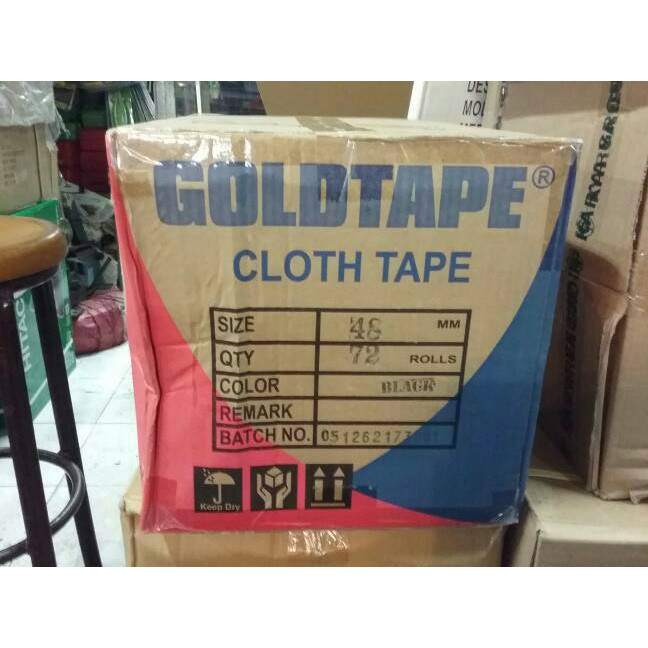 GOLDTAPE®
CLOTH TAPE
SIZE 48 MM
QTY 72 ROLLS
COLOR BLACK
REMARK
BATCH NO.
Keep Dry